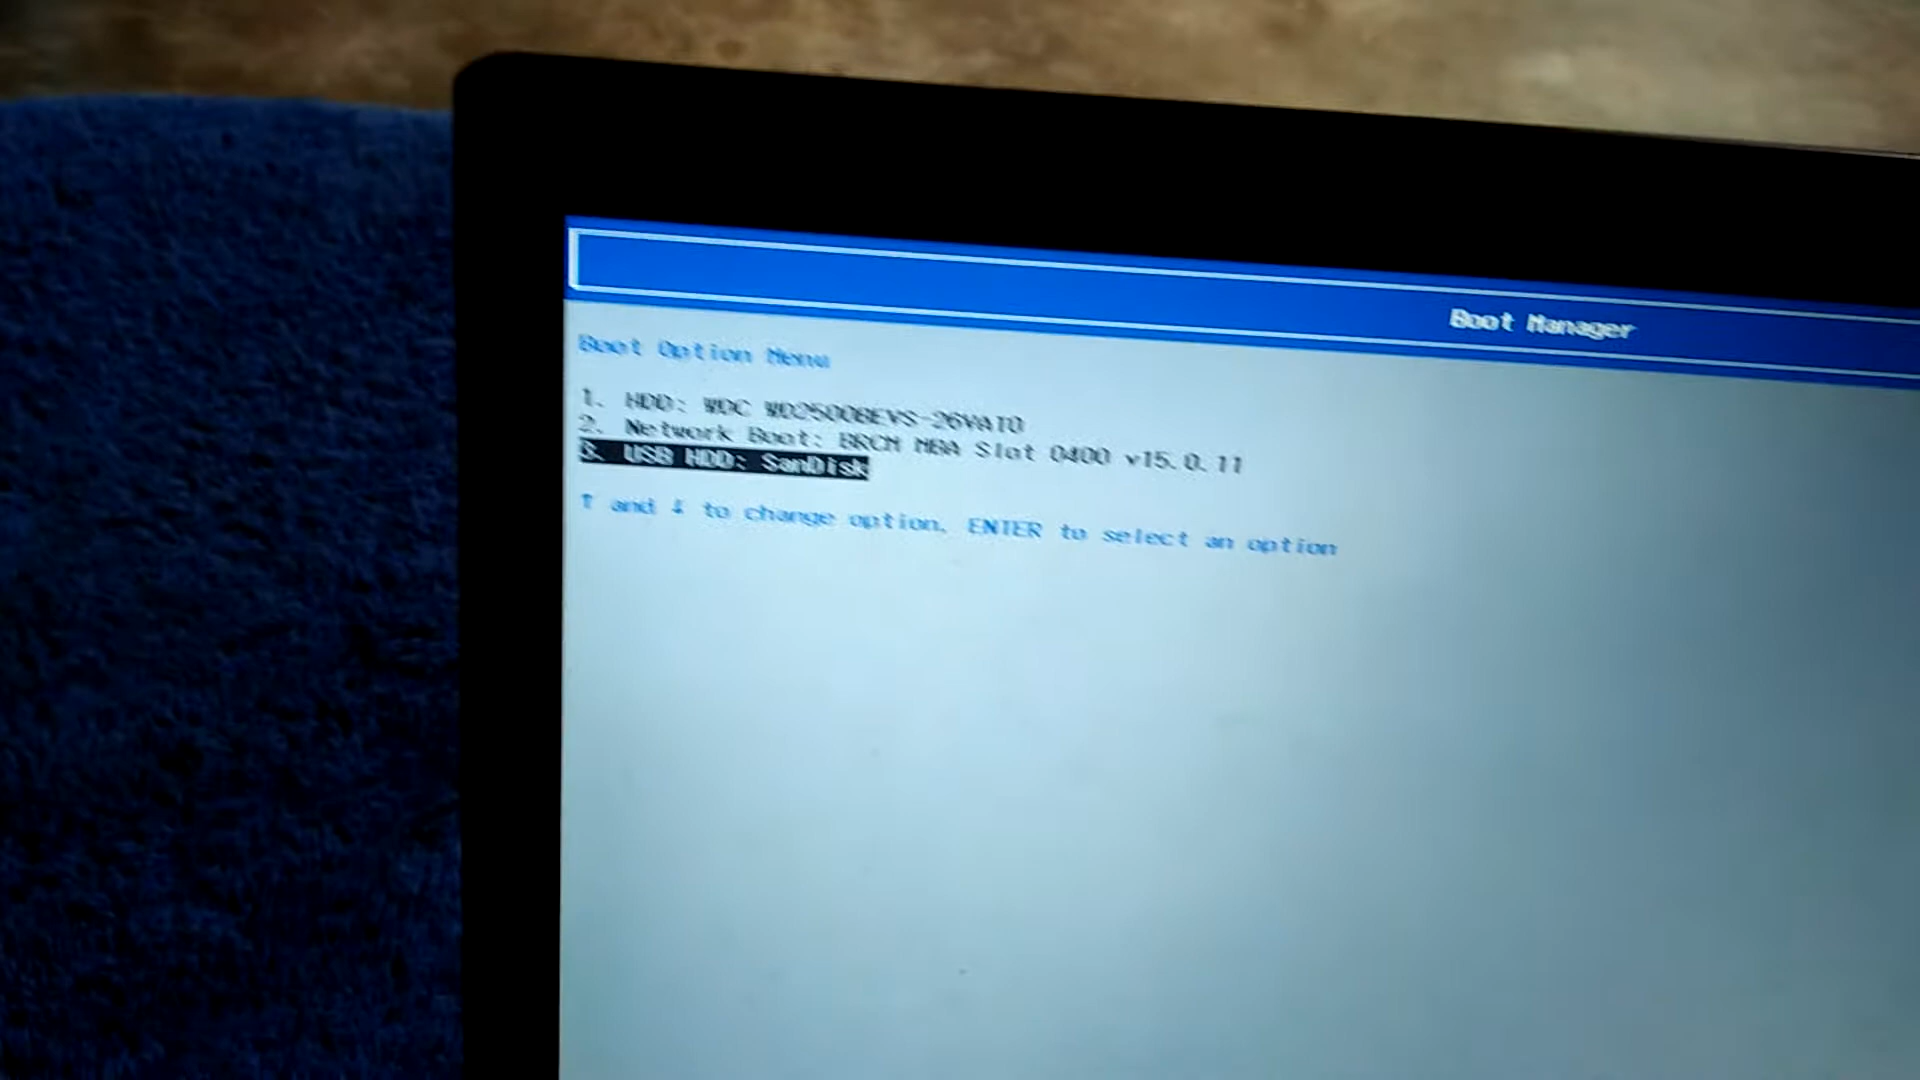 Boot Manager
Boot Option Menu
1. HDD: WDC WD2500BEVS-26VAT0
2. Network Boot: BRCM MBA Slot 0400 v15.0.11
3. USB HDD: SanDisk
↑ and ↓ to change option, ENTER to select an option